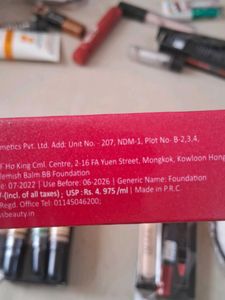 metics Pvt. Ltd. Add: Unit No. - 207, NDM-1, Plot No- B-2,3,4,
F Ho King Cml. Centre, 2-16 FA Yuen Street, Mongkok, Kowloon Hong
lemish Balm BB Foundation
e: 07-2022 | Use Before: 06-2026 | Generic Name: Foundation
/-(incl. of all taxes) ; USP : Rs. 4.975/ml | Made in P.R.C.
Regd. Office Tel No: 01145046200;
ssbeauty.in